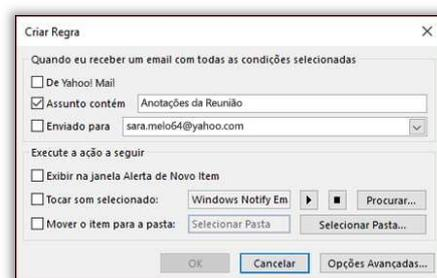 Criar Regra
Quando eu receber um email com todas as condições selecionadas
De Yahoo! Mail
Assunto contém Anotações da Reunião
Enviado para sara.melo64@yahoo.com
Execute a ação a seguir
Exibir na janela Alerta de Novo Item
Tocar som selecionado: Windows Notify Em Procurar...
Mover o item para a pasta: Selecionar Pasta Selecionar Pasta...
OK Cancelar Opções Avançadas...